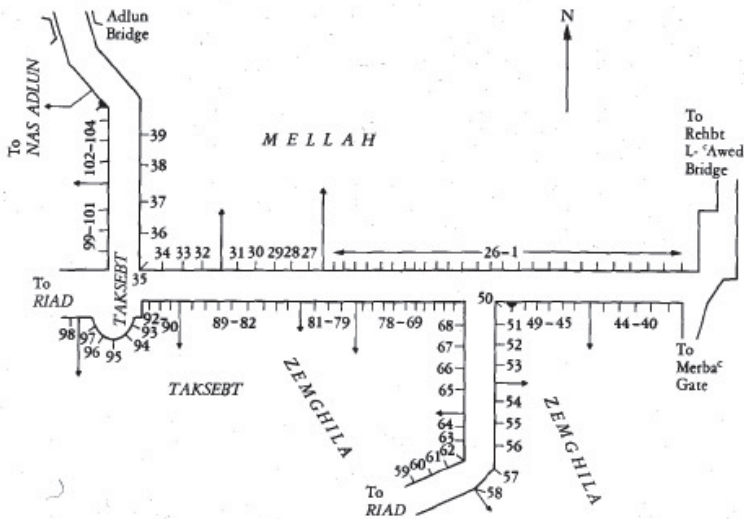 Adlun
Bridge
N
To
NAS ADLUN
MELLAH
To
Rehbt
L-ᶜAwed
Bridge
102-104
99-101
39
38
37
36
35
34 33 32 31 30 29 28 27 26-1
To
RIAD
TAKSEBT
98 97 96 95 94 93 92- 90 89-82 81-79 78-69
68
67
66
65
64
63
62
61
60
59
50
51 49-45 44-40
52
53
54
55
56
57
58
To
Merbaᶜ
Gate
TAKSEBT
ZEMGHILA
ZEMGHILA
To
RIAD